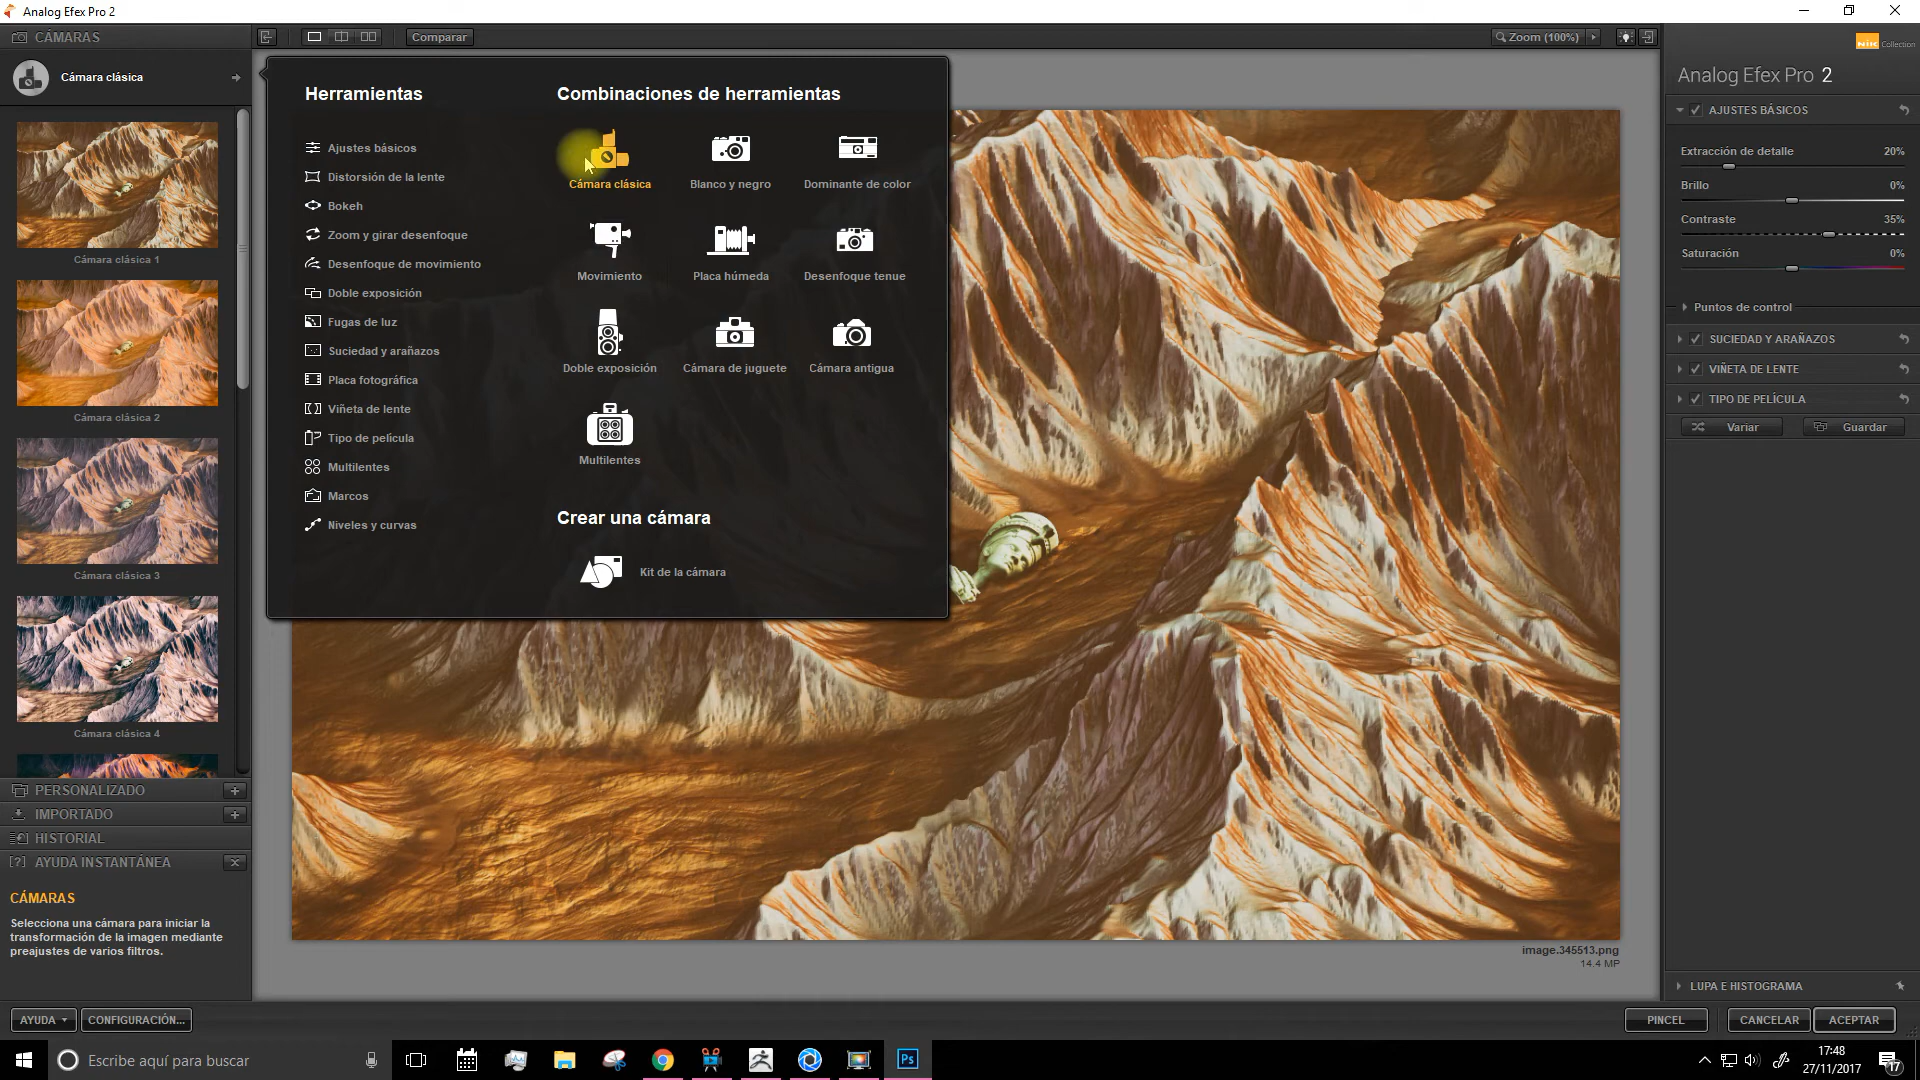 Analog Efex Pro 2
CÁMARAS
Comparar
Zoom (100%)
Nik Collection
Cámara clásica
Analog Efex Pro 2
Herramientas
Ajustes básicos
Distorsión de la lente
Bokeh
Zoom y girar desenfoque
Desenfoque de movimiento
Doble exposición
Fugas de luz
Suciedad y arañazos
Placa fotográfica
Viñeta de lente
Tipo de película
Multilentes
Marcos
Niveles y curvas
Combinaciones de herramientas
Cámara clásica
Blanco y negro
Dominante de color
Movimiento
Placa húmeda
Desenfoque tenue
Doble exposición
Cámara de juguete
Cámara antigua
Multilentes
Crear una cámara
Kit de la cámara
Cámara clásica 1
Cámara clásica 2
Cámara clásica 3
Cámara clásica 4
PERSONALIZADO
IMPORTADO
HISTORIAL
AYUDA INSTANTÁNEA
CÁMARAS
Selecciona una cámara para iniciar la
transformación de la imagen mediante
preajustes de varios filtros.
AJUSTES BÁSICOS
Extracción de detalle 20%
Brillo 0%
Contraste 35%
Saturación 0%
Puntos de control
SUCIEDAD Y ARAÑAZOS
VIÑETA DE LENTE
TIPO DE PELÍCULA
Variar
Guardar
image.345513.png
14.4 MP
LUPA E HISTOGRAMA
AYUDA
CONFIGURACIÓN...
PINCEL
CANCELAR
ACEPTAR
Escribe aquí para buscar
Ps
17:48
27/11/2017
17